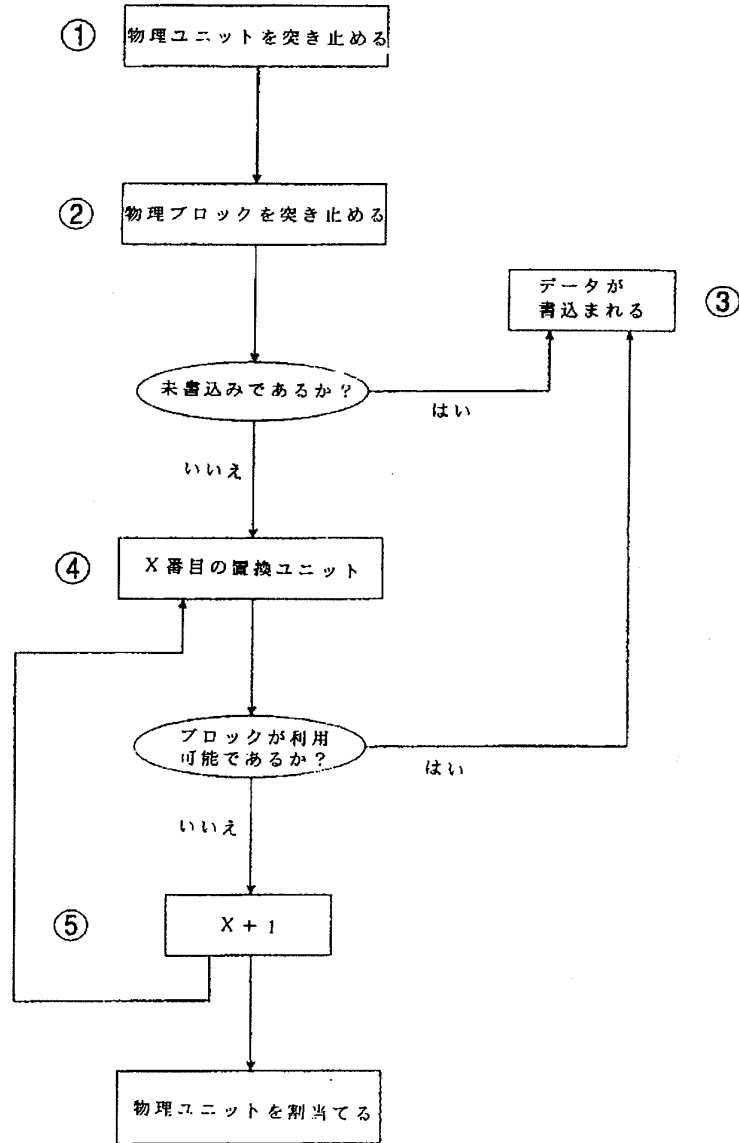 ①
物理ユニットを突き止める
②
物理ブロックを突き止める
データが
書込まれる
③
未書込みであるか?
はい
いいえ
④
X番目の置換ユニット
ブロックが利用
可能であるか?
はい
いいえ
⑤
X + 1
物理ユニットを割当てる